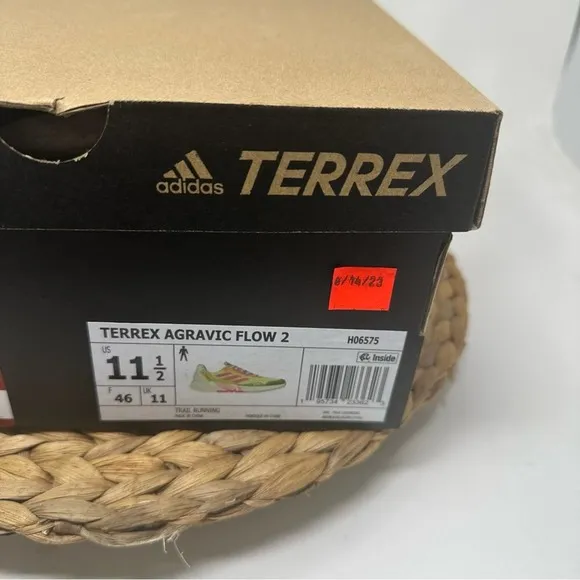 adidas TERREX
8/14/23
TERREX AGRAVIC FLOW 2 H06575
US
11 1/2
F UK
46 11
Inside
TRAIL RUNNING